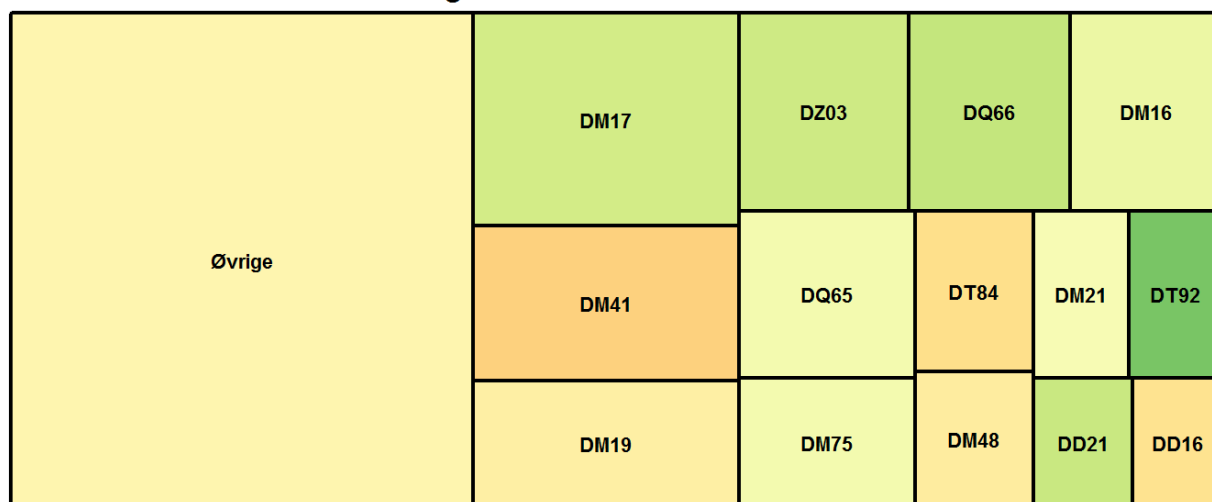 Øvrige
DM17
DM41
DM19
DZ03
DQ66
DM16
DQ65
DT84
DM21
DT92
DM75
DM48
DD21
DD16